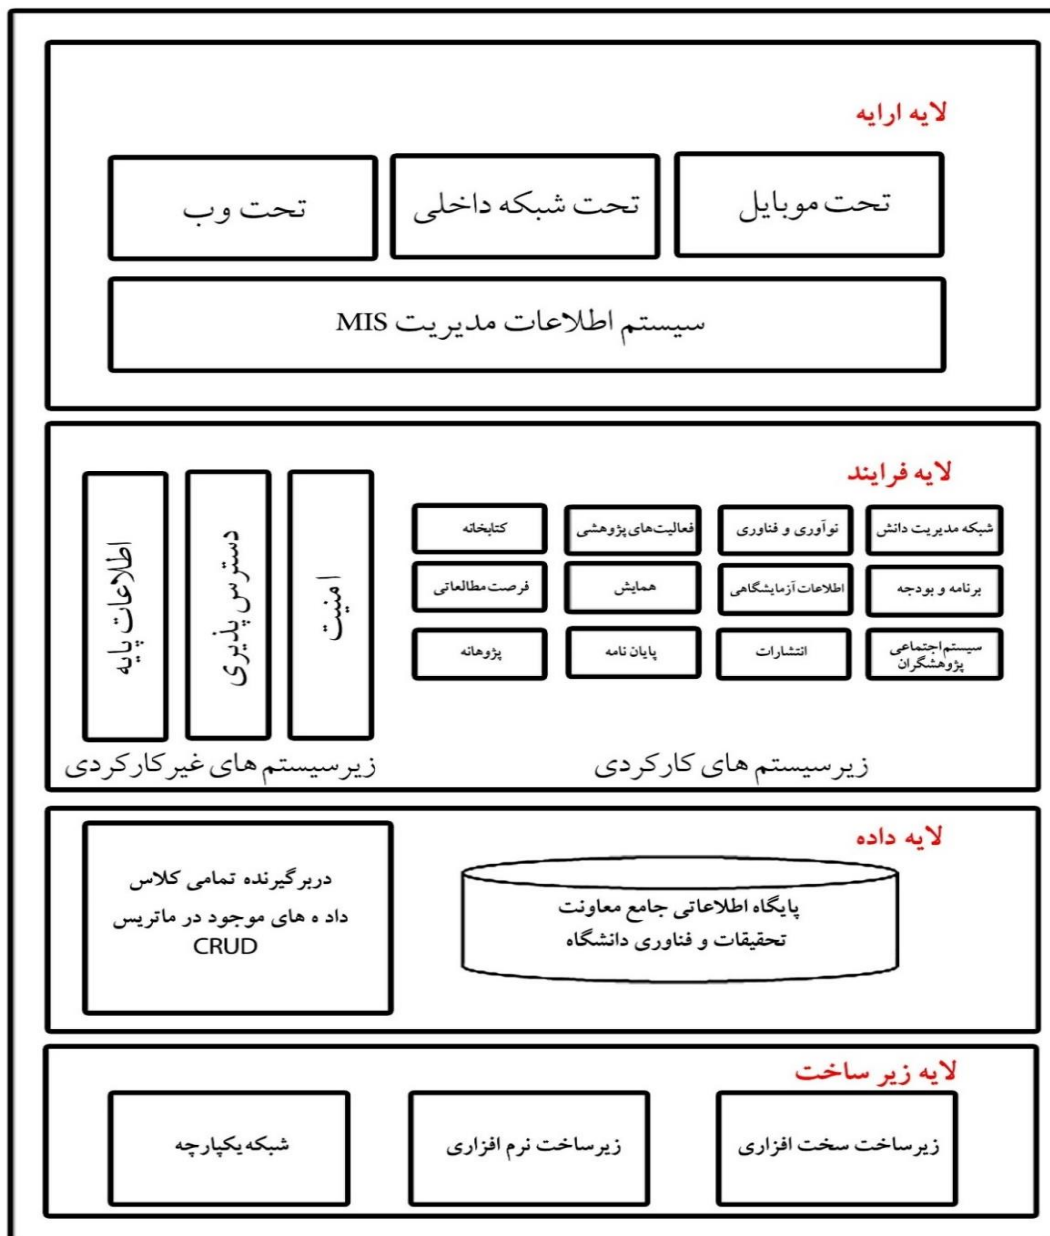 لایه ارایه
تحت موبایل
تحت شبکه داخلی
تحت وب
سیستم اطلاعات مدیریت MIS
لایه فرایند
شبکه مدیریت دانش
نوآوری و فناوری
فعالیت‌های پژوهشی
کتابخانه
برنامه و بودجه
اطلاعات آزمایشگاهی
همایش
فرصت مطالعاتی
سیستم اجتماعی
پژوهشگران
انتشارات
پایان نامه
پژوهانه
زیرسیستم های کارکردی
امنیت
دسترس پذیری
اطلاعات پایه
زیرسیستم های غیرکارکردی
لایه داده
پایگاه اطلاعاتی جامع معاونت
تحقیقات و فناوری دانشگاه
دربرگیرنده تمامی کلاس
داده های موجود در ماتریس
CRUD
لایه زیر ساخت
زیرساخت سخت افزاری
زیرساخت نرم افزاری
شبکه یکپارچه